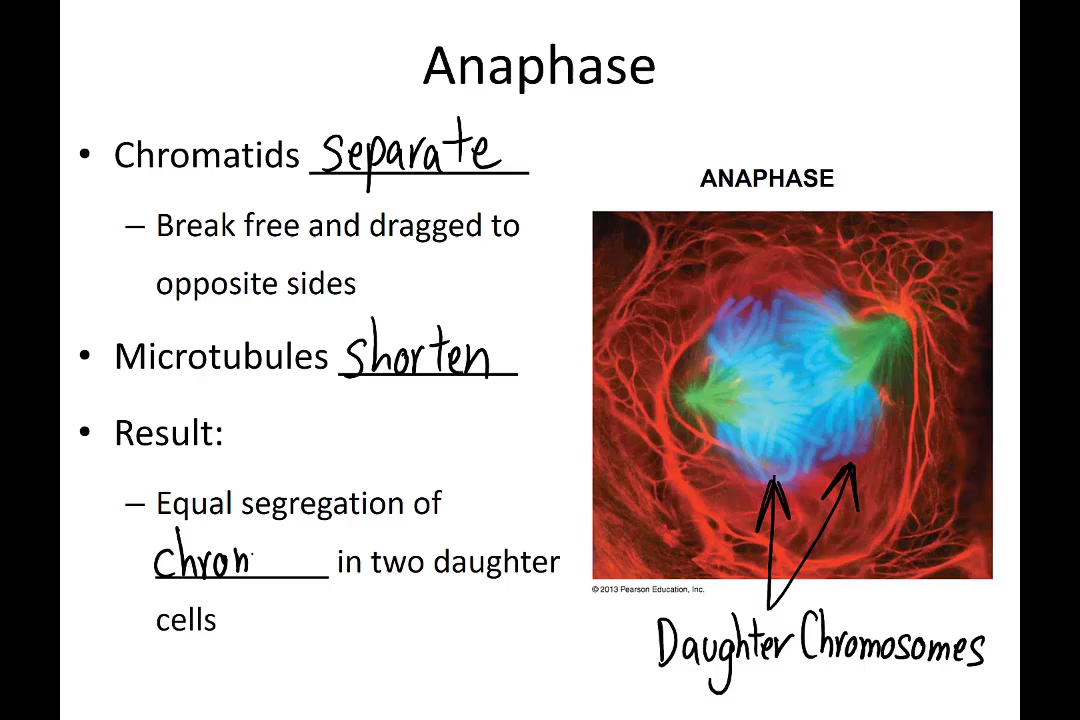 Anaphase
• Chromatids separate
– Break free and dragged to
opposite sides
• Microtubules shorten
• Result:
– Equal segregation of
chrom in two daughter
cells
ANAPHASE
© 2013 Pearson Education, Inc.
Daughter Chromosomes